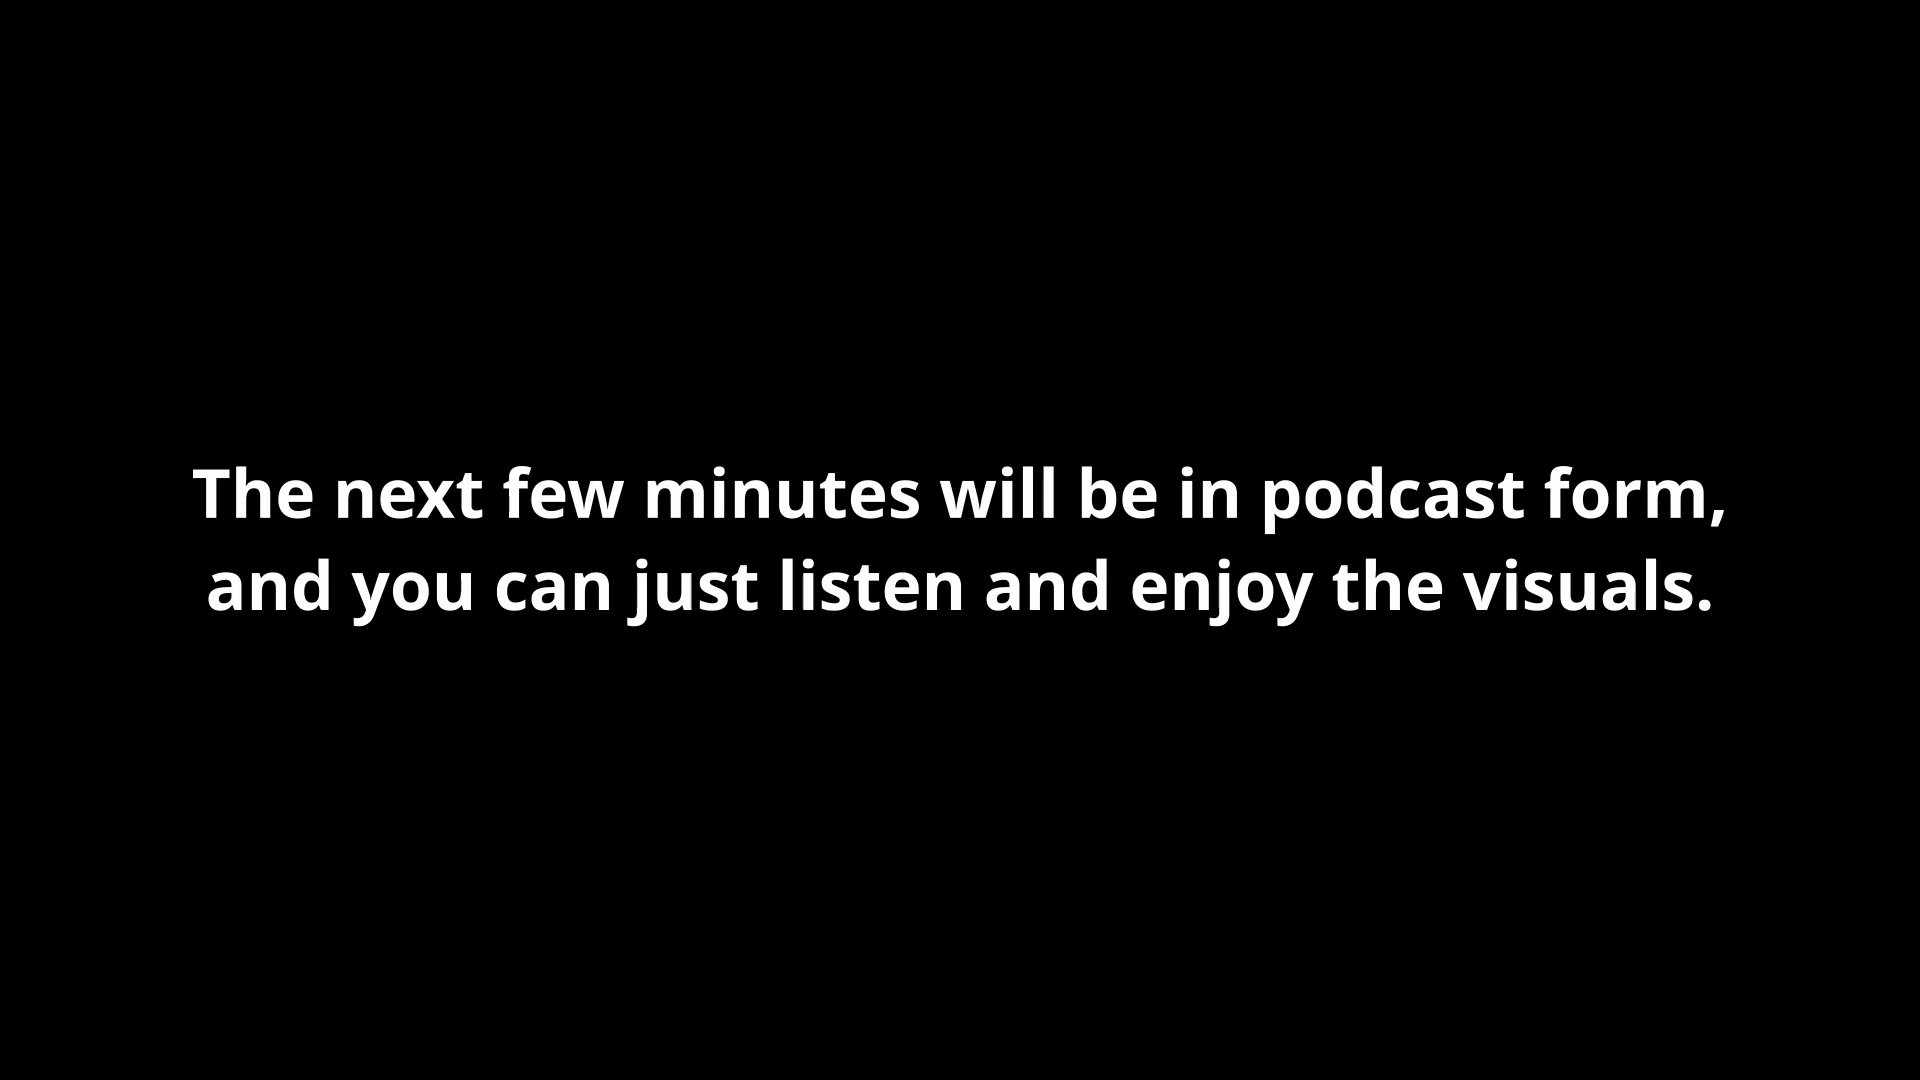 The next few minutes will be in podcast form,
and you can just listen and enjoy the visuals.